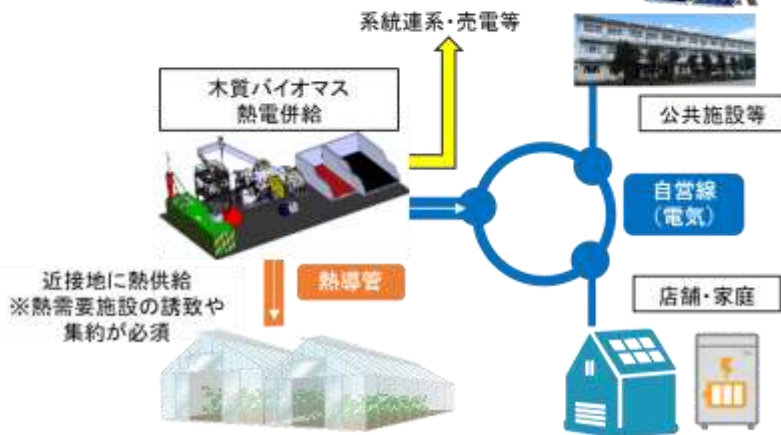 系統連系・売電等
木質バイオマス
熱電併給
公共施設等
自営線
(電気)
近接地に熱供給
※熱需要施設の誘致や
集約が必須
熱導管
店舗・家庭